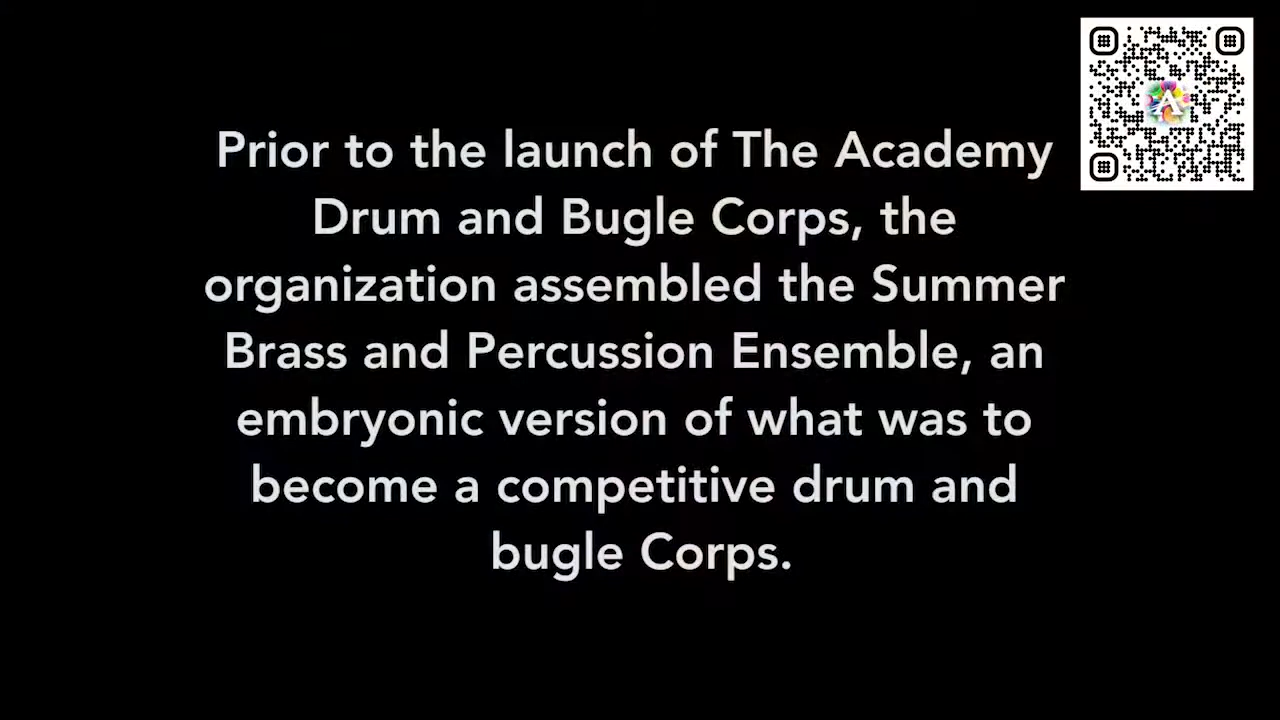 Prior to the launch of The Academy
Drum and Bugle Corps, the
organization assembled the Summer
Brass and Percussion Ensemble, an
embryonic version of what was to
become a competitive drum and
bugle Corps.
A